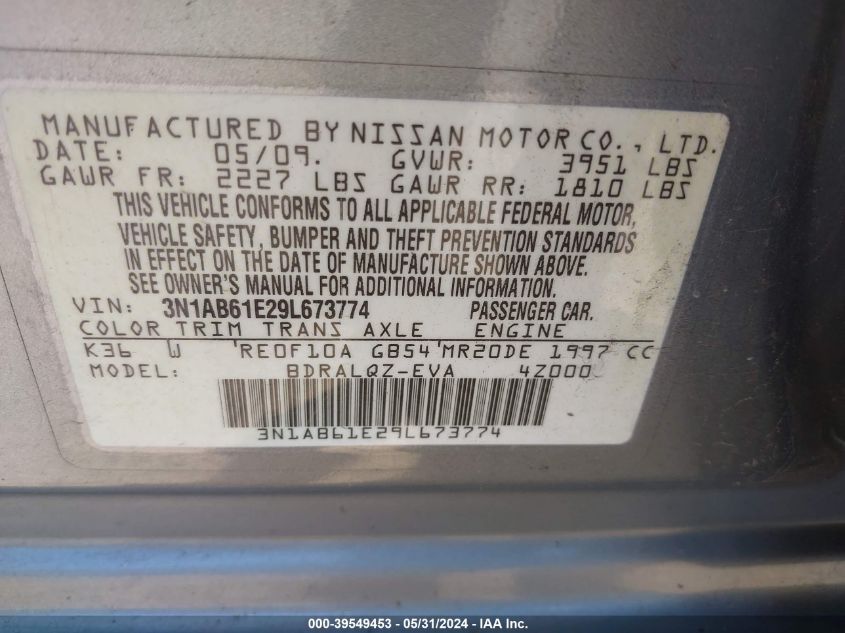 MANUFACTURED BY NISSAN MOTOR CO., LTD.
DATE: 05/09. GVWR: 3951 LBS
GAWR FR: 2227 LBS GAWR RR: 1810 LBS
THIS VEHICLE CONFORMS TO ALL APPLICABLE FEDERAL MOTOR,
VEHICLE SAFETY, BUMPER AND THEFT PREVENTION STANDARDS
IN EFFECT ON THE DATE OF MANUFACTURE SHOWN ABOVE.
SEE OWNER'S MANUAL FOR ADDITIONAL INFORMATION.
VIN: 3N1AB61E29L673774 PASSENGER CAR.
COLOR TRIM TRANS AXLE ENGINE
K36 W 'RE0F10A GB54'MR20DE 1997 CC
MODEL: BDRALQZ-EVA 4Z000
3N1AB61E29L673774
000-39549453 - 05/31/2024 - Copyright © 2024 IAA, Inc.